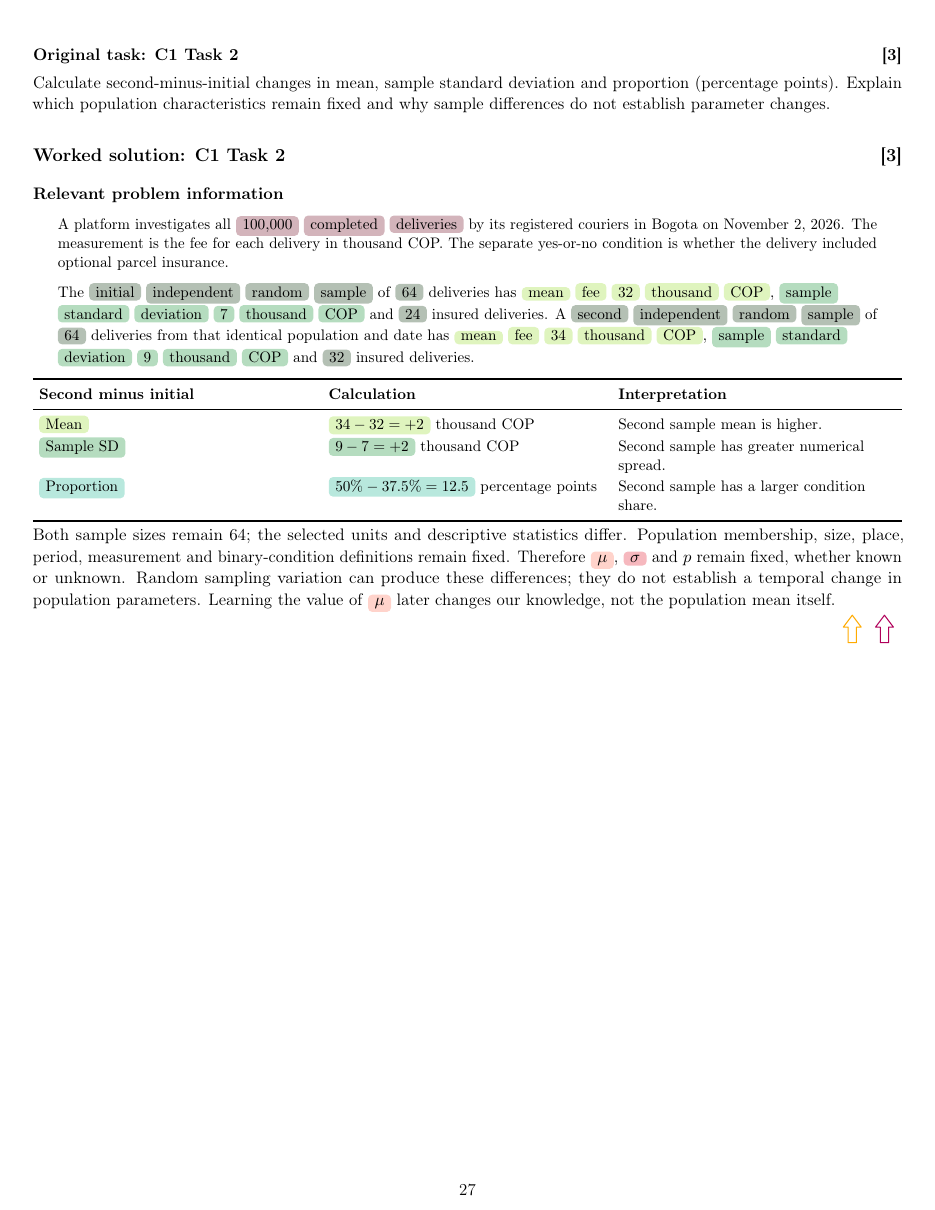 Original task: C1 Task 2 [3]
Calculate second-minus-initial changes in mean, sample standard deviation and proportion (percentage points). Explain
which population characteristics remain fixed and why sample differences do not establish parameter changes.
Worked solution: C1 Task 2 [3]
Relevant problem information
A platform investigates all 100,000 completed deliveries by its registered couriers in Bogota on November 2, 2026. The
measurement is the fee for each delivery in thousand COP. The separate yes-or-no condition is whether the delivery included
optional parcel insurance.
The initial independent random sample of 64 deliveries has mean fee 32 thousand COP, sample
standard deviation 7 thousand COP and 24 insured deliveries. A second independent random sample of
64 deliveries from that identical population and date has mean fee 34 thousand COP, sample standard
deviation 9 thousand COP and 32 insured deliveries.
Second minus initial Calculation Interpretation
Mean 34 − 32 = +2 thousand COP Second sample mean is higher.
Sample SD 9 − 7 = +2 thousand COP Second sample has greater numerical
spread.
Proportion 50% − 37.5% = 12.5 percentage points Second sample has a larger condition
share.
Both sample sizes remain 64; the selected units and descriptive statistics differ. Population membership, size, place,
period, measurement and binary-condition definitions remain fixed. Therefore μ, σ and p remain fixed, whether known
or unknown. Random sampling variation can produce these differences; they do not establish a temporal change in
population parameters. Learning the value of μ later changes our knowledge, not the population mean itself.
27